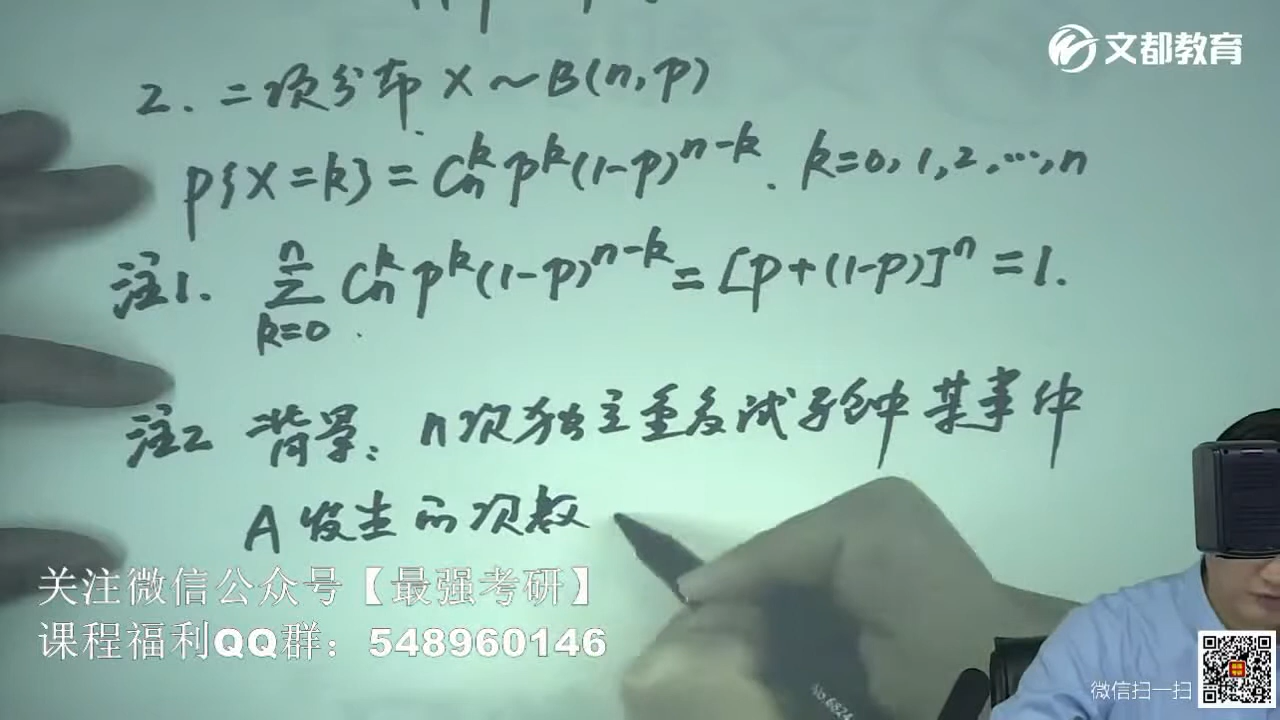 文都教育
2. 二项分布 X~B(n,p)
P{X=k}=C_n^k p^k(1-p)^{n-k}. k=0,1,2,…,n
注1. \sum_{k=0}^{n} C_n^k p^k(1-p)^{n-k}=[p+(1-p)]^n=1.
注2 背景: n次独立重复试验中 某事件
A发生的次数
关注微信公众号【最强考研】
课程福利QQ群：548960146
微信扫一扫
No.6824